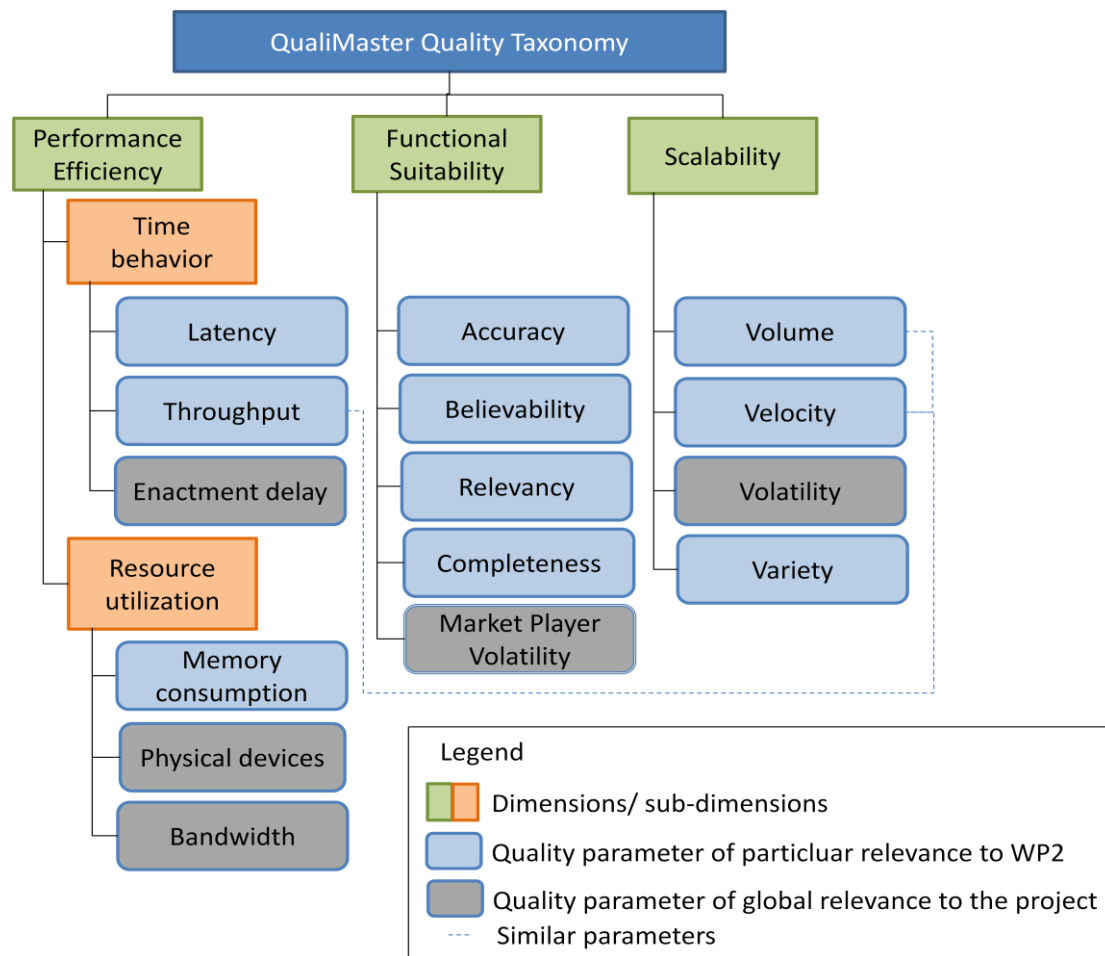 QualiMaster Quality Taxonomy
Performance
Efficiency
Time
behavior
Latency
Throughput
Enactment delay
Resource
utilization
Memory
consumption
Physical devices
Bandwidth
Functional
Suitability
Accuracy
Believability
Relevancy
Completeness
Market Player
Volatility
Scalability
Volume
Velocity
Volatility
Variety
Legend
Dimensions/ sub-dimensions
Quality parameter of particluar relevance to WP2
Quality parameter of global relevance to the project
Similar parameters